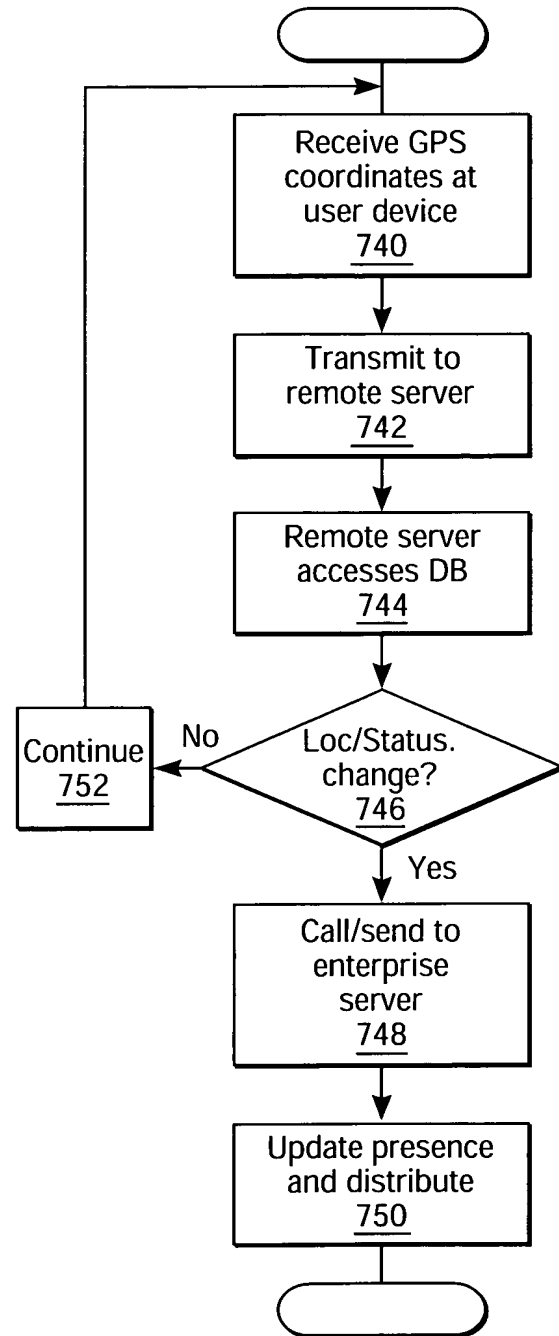 Receive GPS
coordinates at
user device
740
Transmit to
remote server
742
Remote server
accesses DB
744
Loc/Status.
change?
746
No
Continue
752
Yes
Call/send to
enterprise
server
748
Update presence
and distribute
750